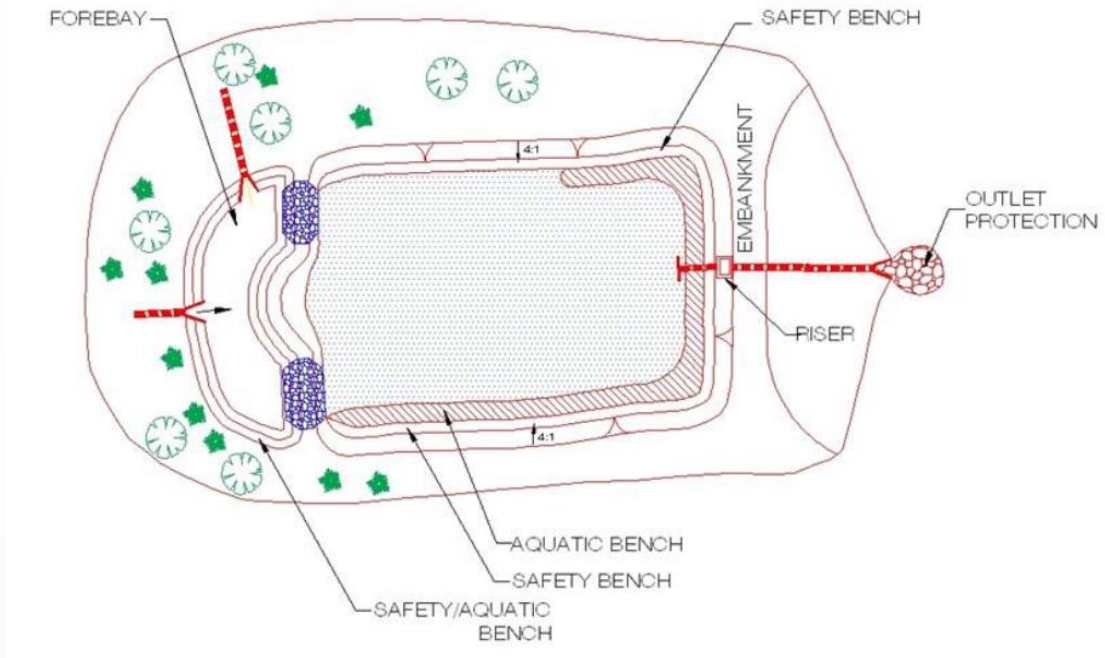 FOREBAY
SAFETY BENCH
4:1
EMBANKMENT
OUTLET
PROTECTION
RISER
4:1
AQUATIC BENCH
SAFETY BENCH
SAFETY/AQUATIC
BENCH